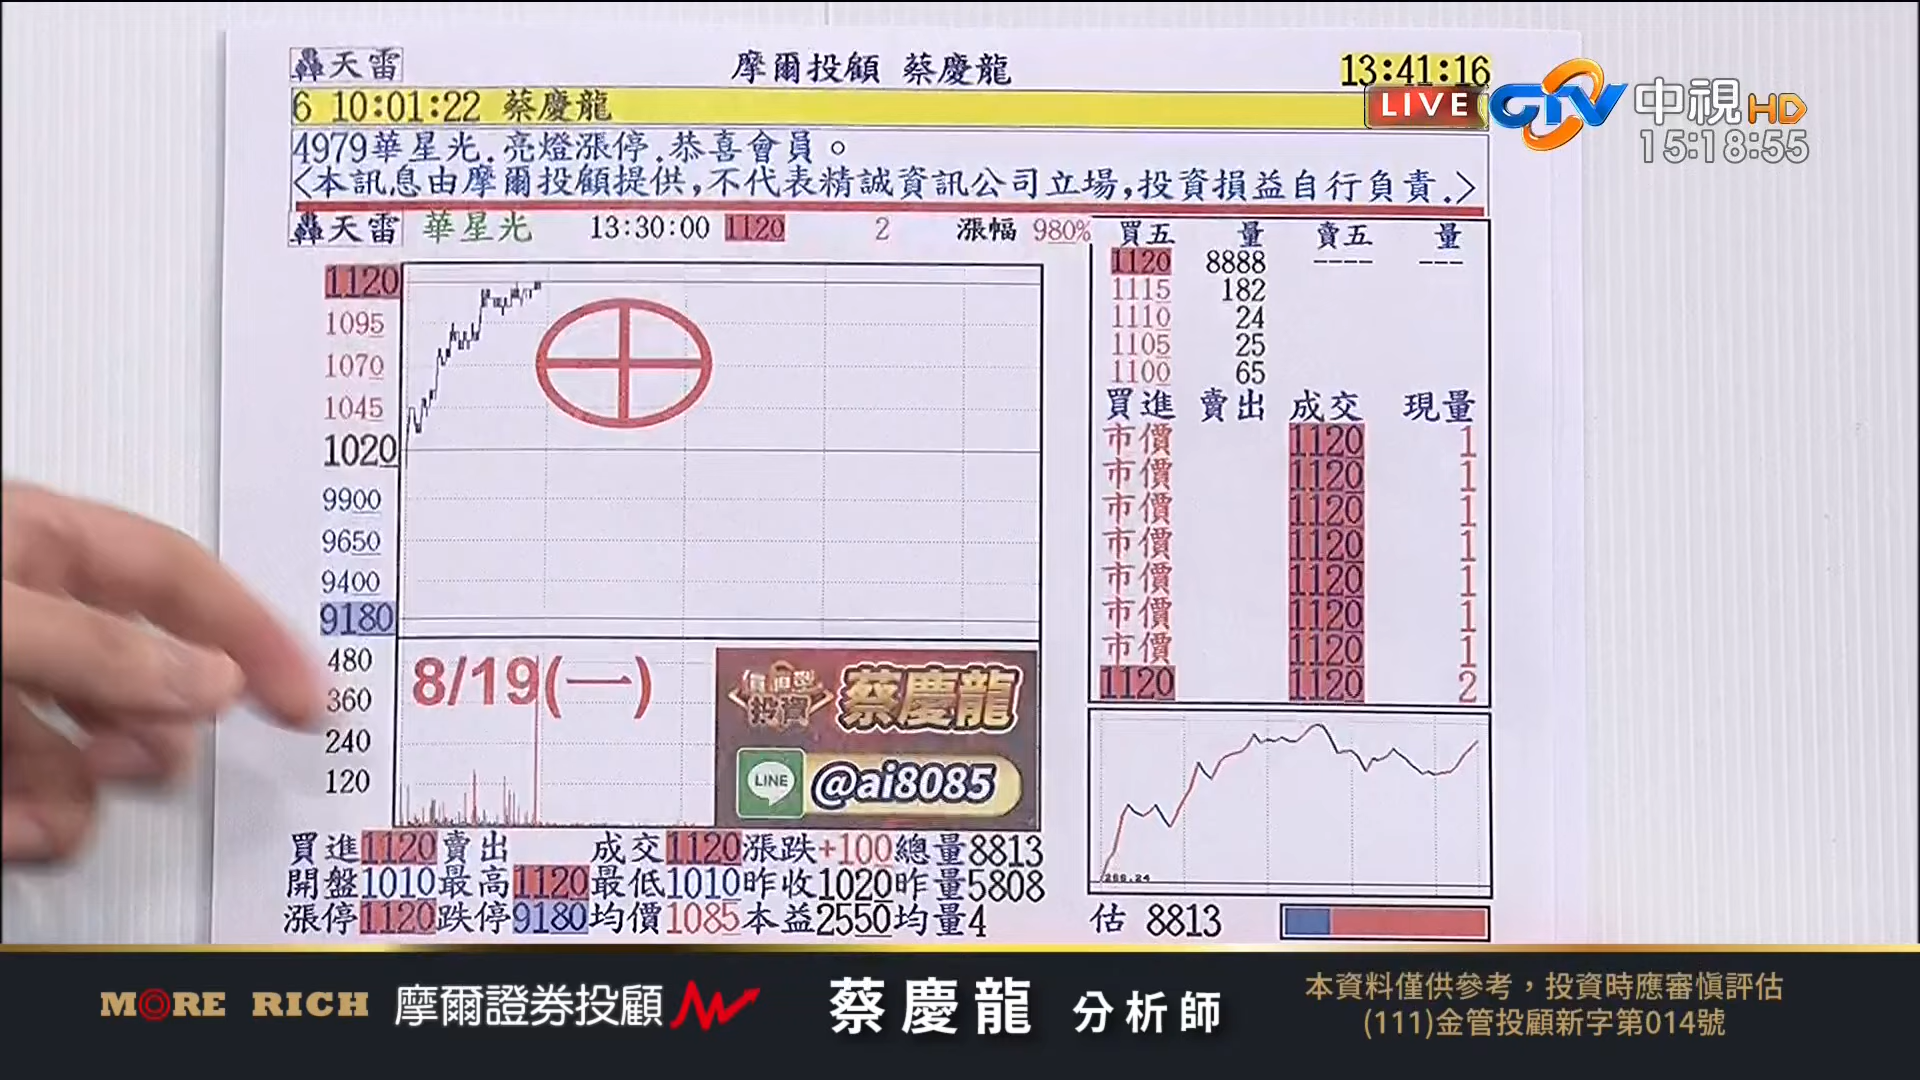 轟天雷 摩爾投顧 蔡慶龍 13:41:16
LIVE CTV 中視HD
15:18:55
6 10:01:22 蔡慶龍
4979華星光.亮燈漲停.恭喜會員。
<本訊息由摩爾投顧提供,不代表精誠資訊公司立場,投資損益自行負責.>
轟天雷 華星光 13:30:00 1120 2 漲幅 980%
買五 量 賣五 量
1120 8888 ---- ---
1115 182
1110 24
1105 25
1100 65
買進 賣出 成交 現量
市價 1120 1
市價 1120 1
市價 1120 1
市價 1120 1
市價 1120 1
市價 1120 1
市價 1120 1
1120 1120 2
1120
1095
1070
1045
1020
9900
9650
9400
9180
480
360
240
120
8/19(一)
投資 蔡慶龍
LINE @ai8085
266.24
買進1120賣出 成交1120漲跌+100總量8813
開盤1010最高1120最低1010昨收1020昨量5808
漲停1120跌停9180均價1085本益2550均量4
估 8813
MORE RICH 摩爾證券投顧 蔡慶龍 分析師
本資料僅供參考，投資時應審慎評估
(111)金管投顧新字第014號